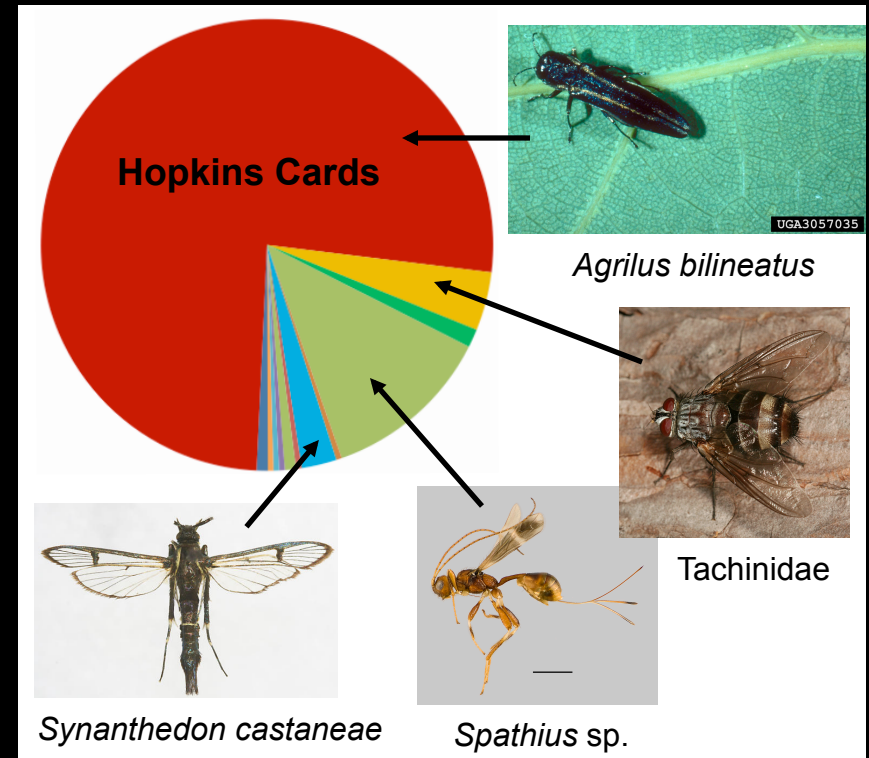 Hopkins Cards
UGA3057035
Agrilus bilineatus
Tachinidae
Synanthedon castaneae
Spathius sp.